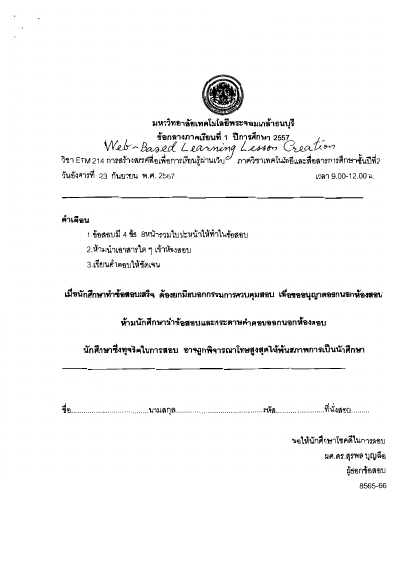 มหาวิทยาลัยเทคโนโลยีพระจอมเกล้าธนบุรี
ข้อกลางภาคเรียนที่ 1 ปีการศึกษา 2557
Web-Based Learning Lesson Creation
วิชา ETM 214 การสร้างสรรค์สื่อเพื่อการเรียนรู้ผ่านเว็บ ภาควิชาเทคโนโลยีและสื่อสารการศึกษาชั้นปีที่2
วันอังคารที่ 23 กันยายน พ.ศ. 2557 เวลา 9.00-12.00 น.
คำเตือน
1.ข้อสอบมี 4 ข้อ 8หน้ารวมใบปะหน้าให้ทำในข้อสอบ
2.ห้ามนำเอกสารใด ๆ เข้าห้องสอบ
3.เขียนคำตอบให้ชัดเจน
เมื่อนักศึกษาทำข้อสอบเสร็จ ต้องยกมือบอกกรรมการควบคุมสอบ เพื่อขออนุญาตออกนอกห้องสอบ
ห้ามนักศึกษานำข้อสอบและกระดาษคำตอบออกนอกห้องสอบ
นักศึกษาซึ่งทุจริตในการสอบ อาจถูกพิจารณาโทษสูงสุดให้พ้นสภาพการเป็นนักศึกษา
ชื่อ..............................นามสกุล..............................รหัส..................ที่นั่งสอบ.........
ขอให้นักศึกษาโชคดีในการสอบ
ผศ.ดร.สุรพล บุญลือ
ผู้ออกข้อสอบ
8565-66